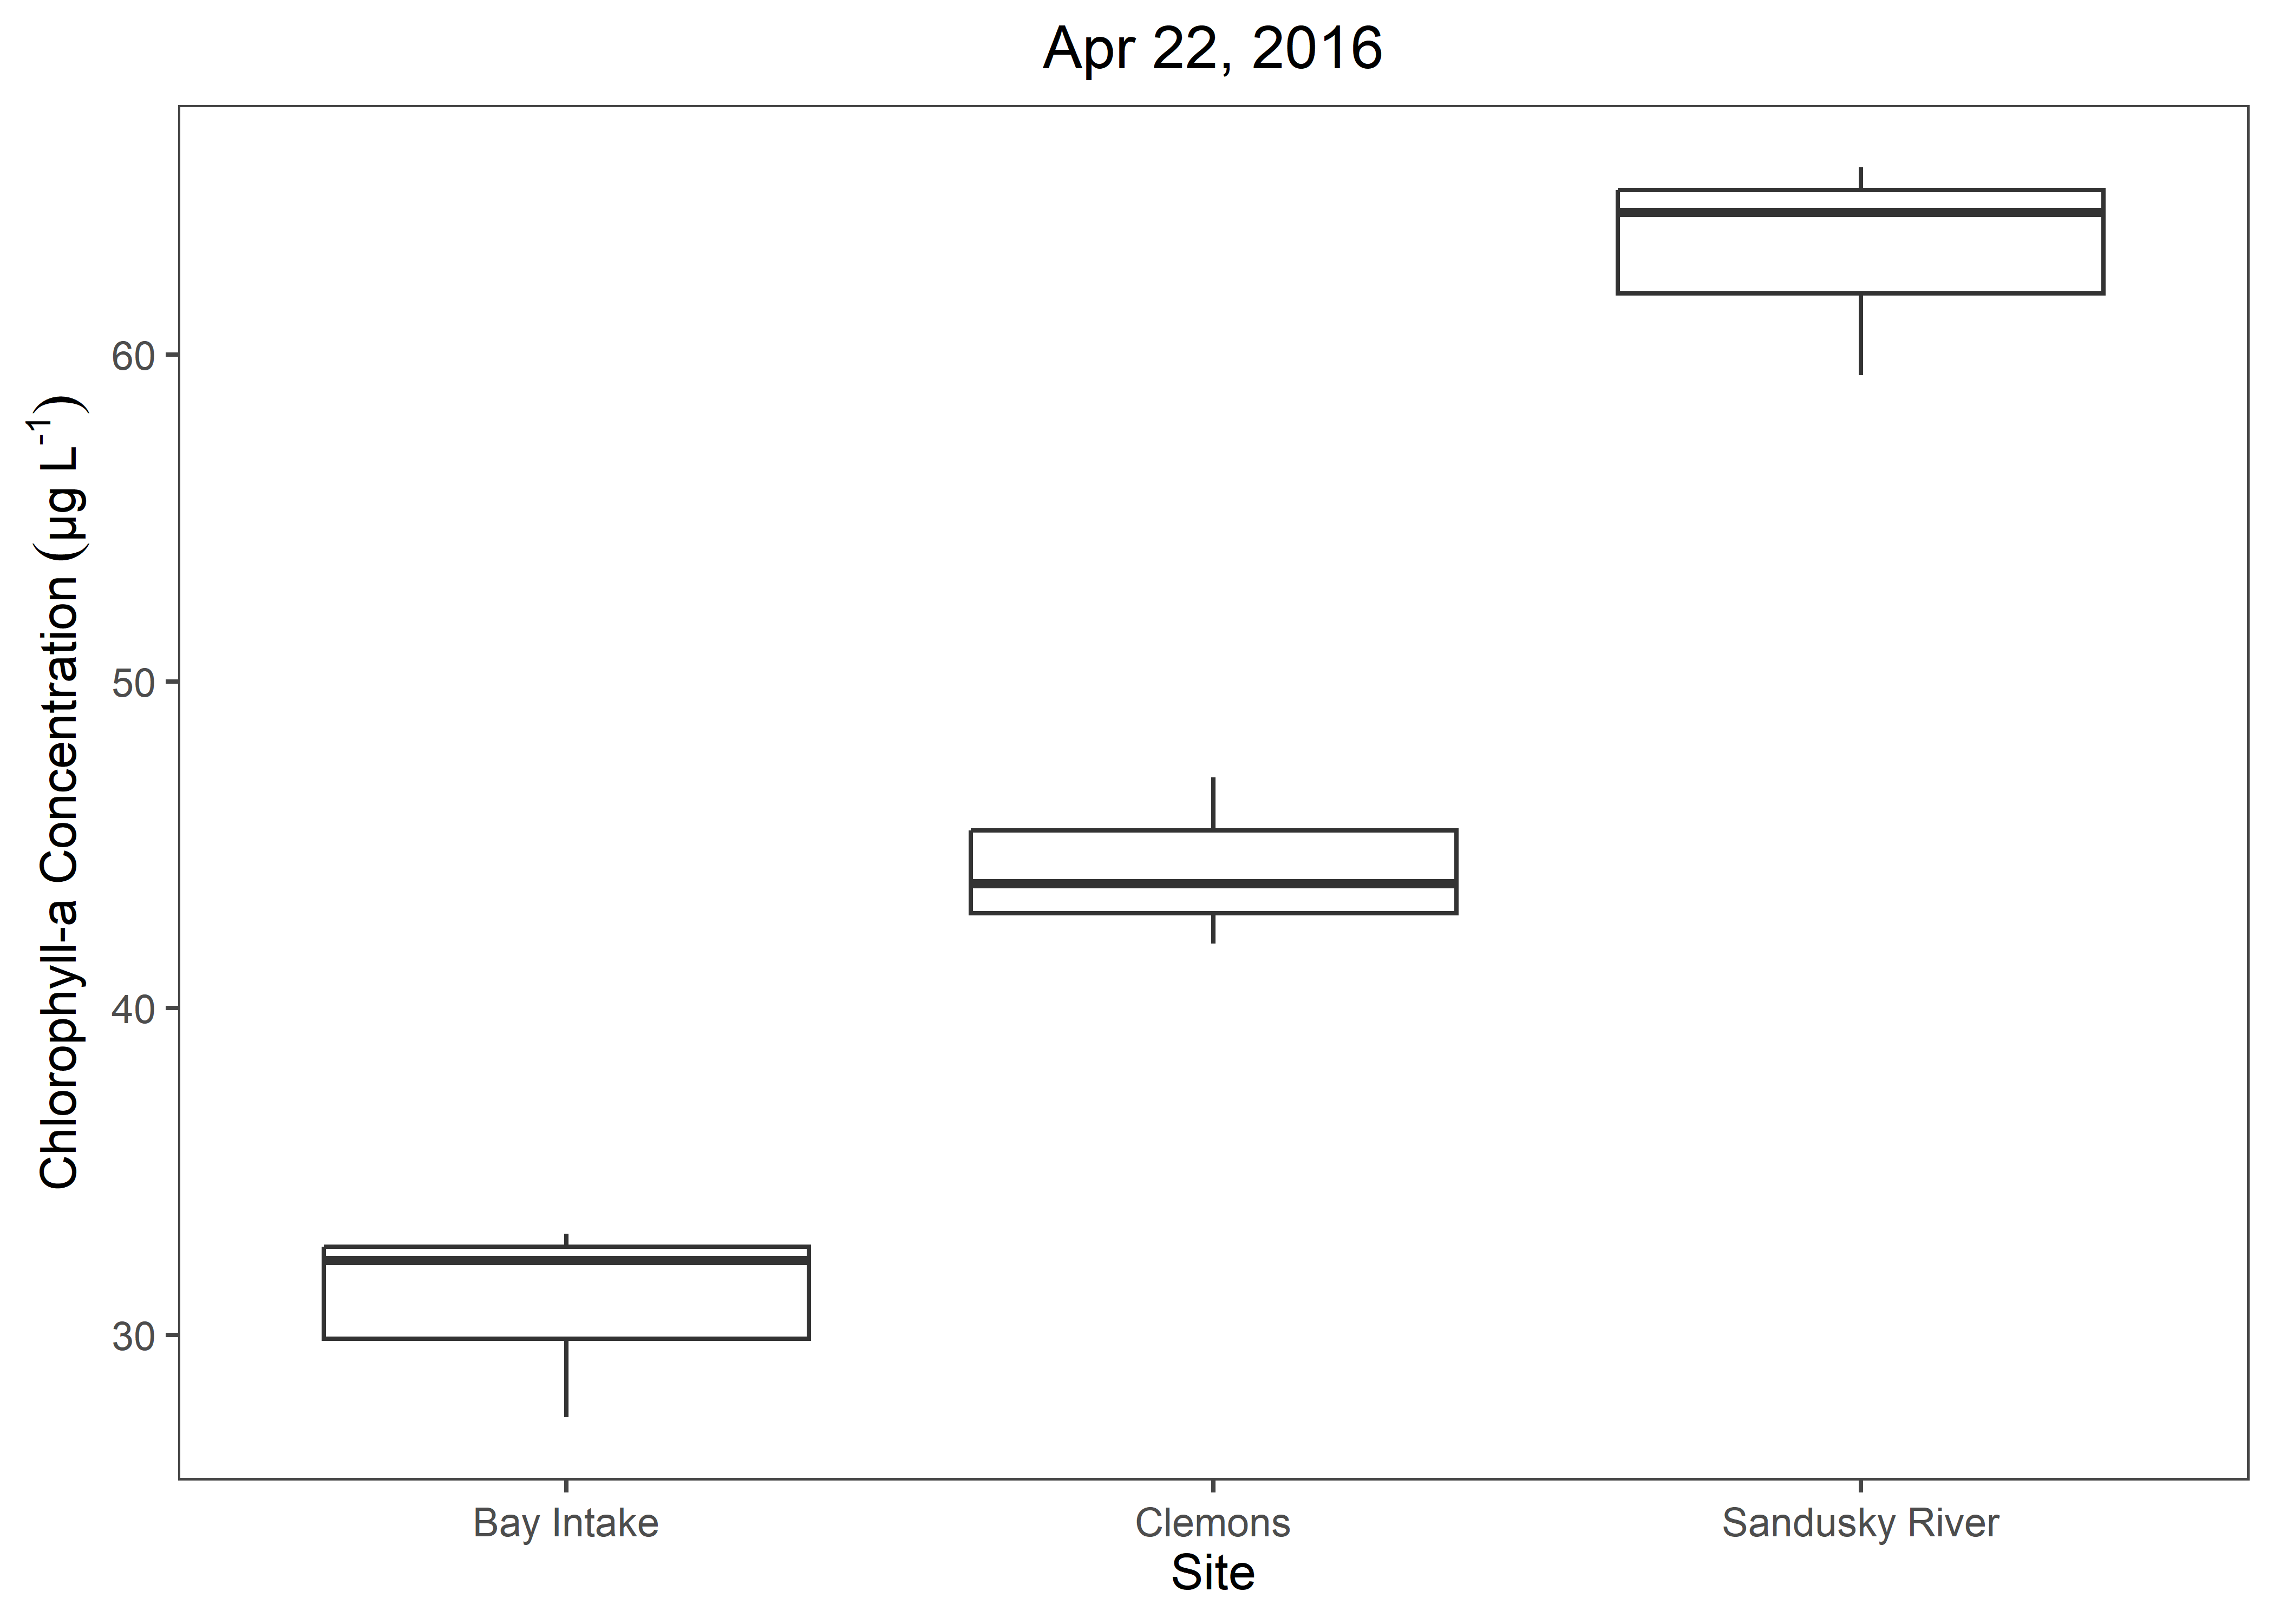 Apr 22, 2016
Chlorophyll-a Concentration (µg L⁻¹)
60
50
40
30
Bay Intake
Clemons
Sandusky River
Site